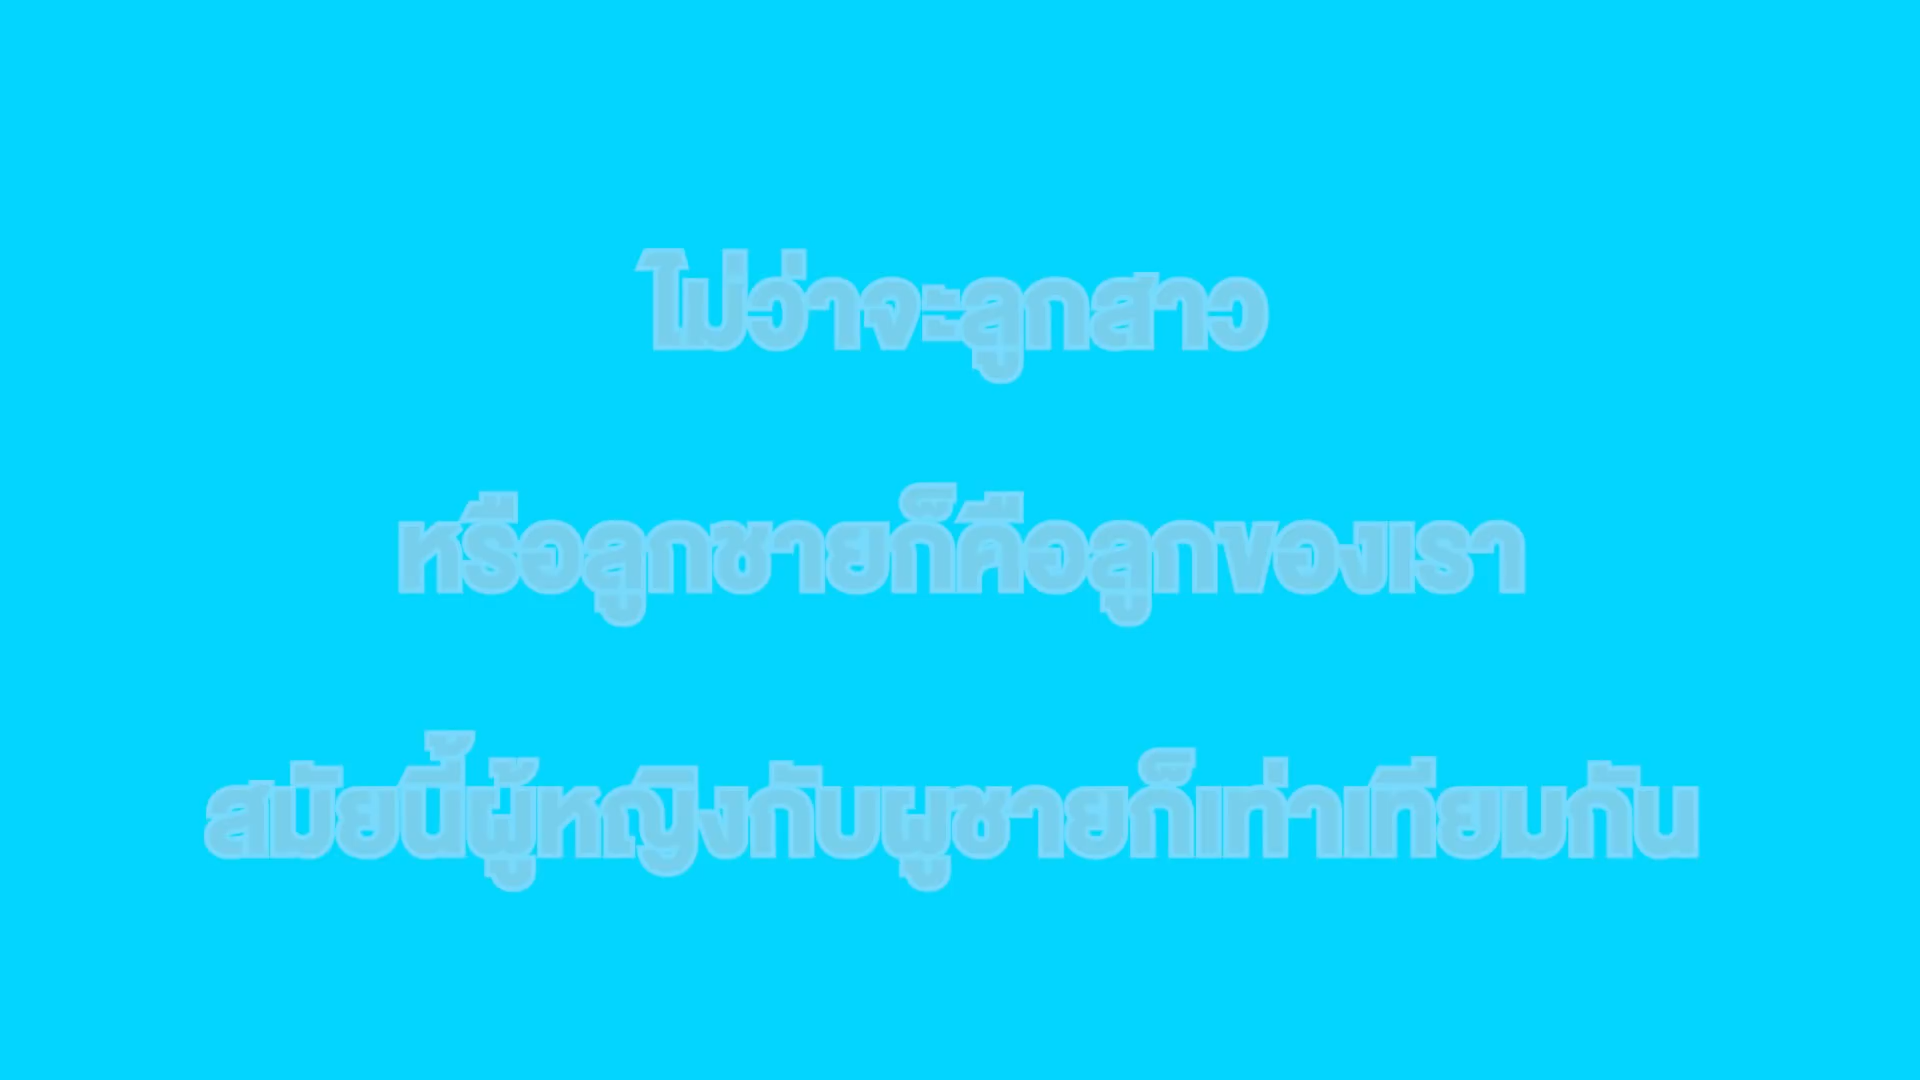 ไม่ว่าจะลูกสาว
หรือลูกชายก็คือลูกของเรา
สมัยนี้ผู้หญิงกับผูชายก็เท่าเทียมกัน